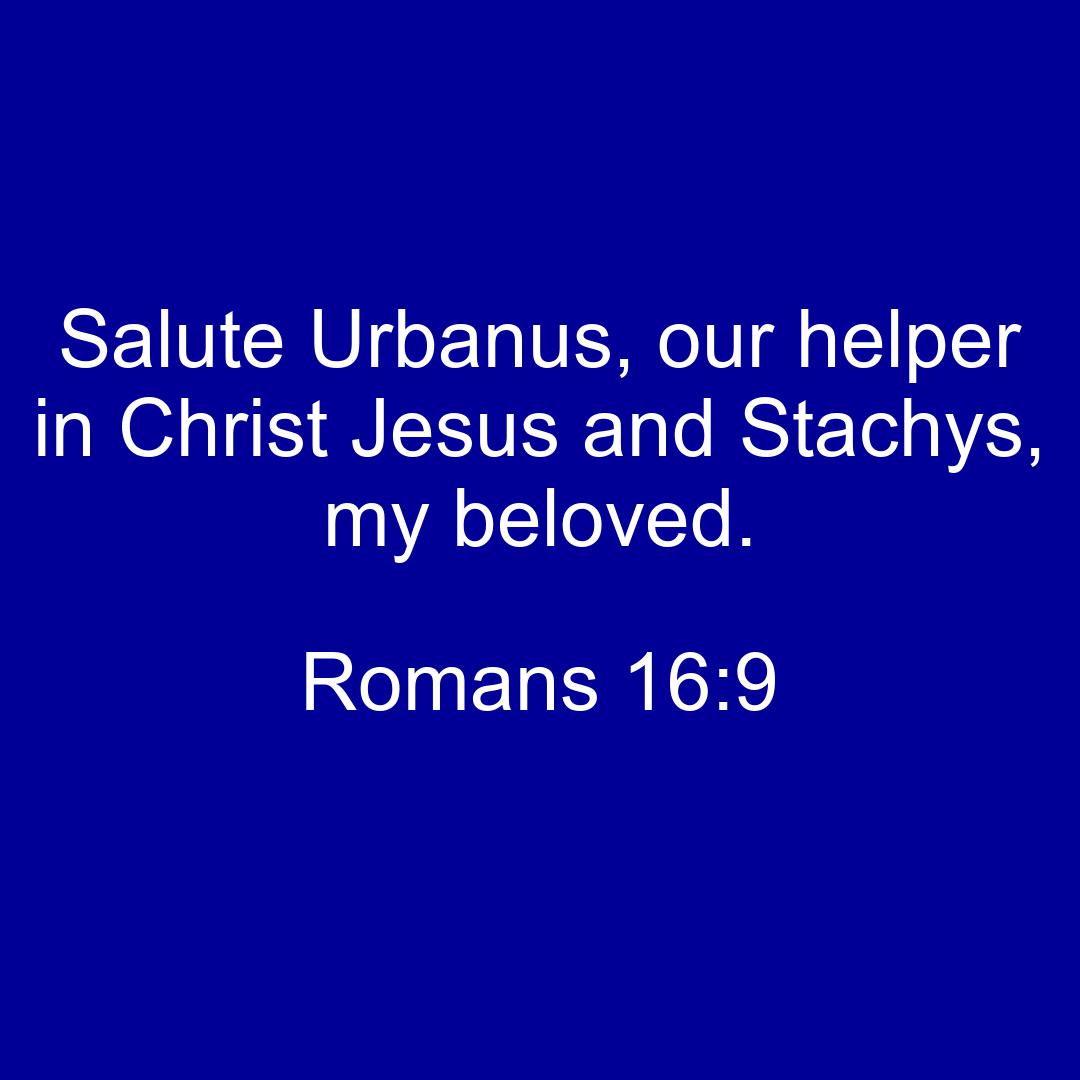 Salute Urbanus, our helper
in Christ Jesus and Stachys,
my beloved.
Romans 16:9